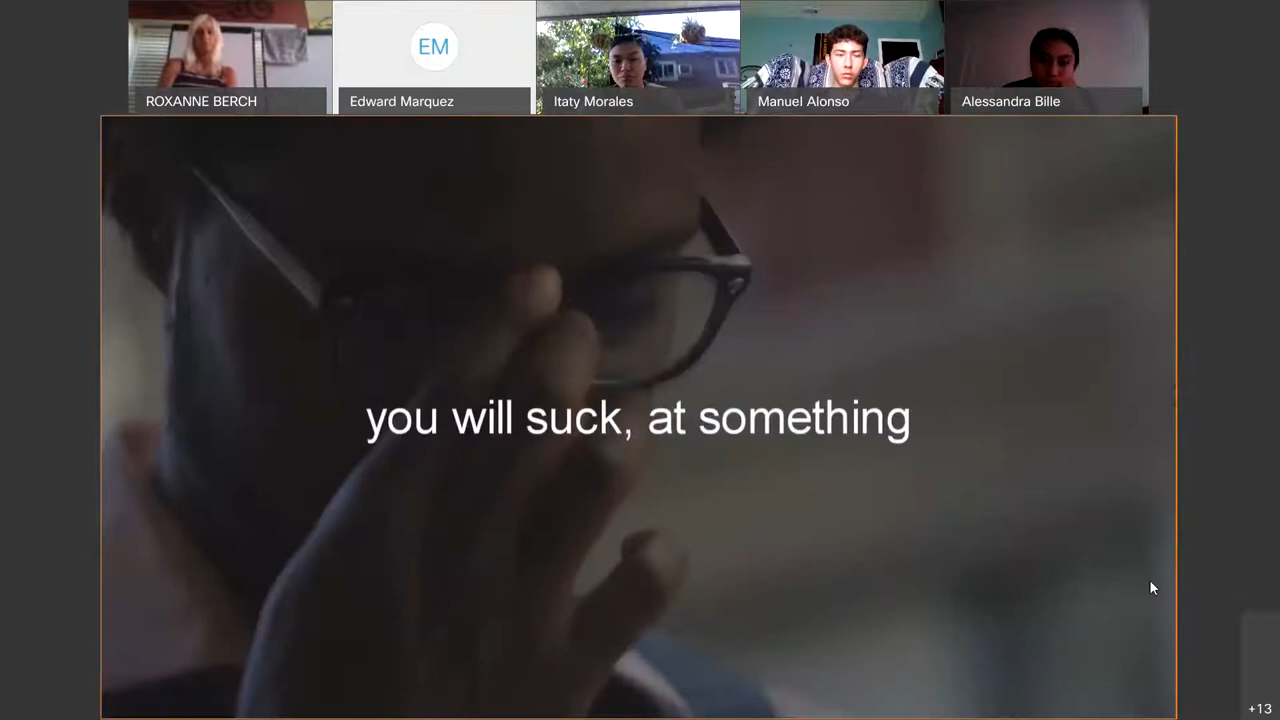 EM
ROXANNE BERCH
Edward Marquez
Itaty Morales
Manuel Alonso
Alessandra Bille
you will suck, at something
+13